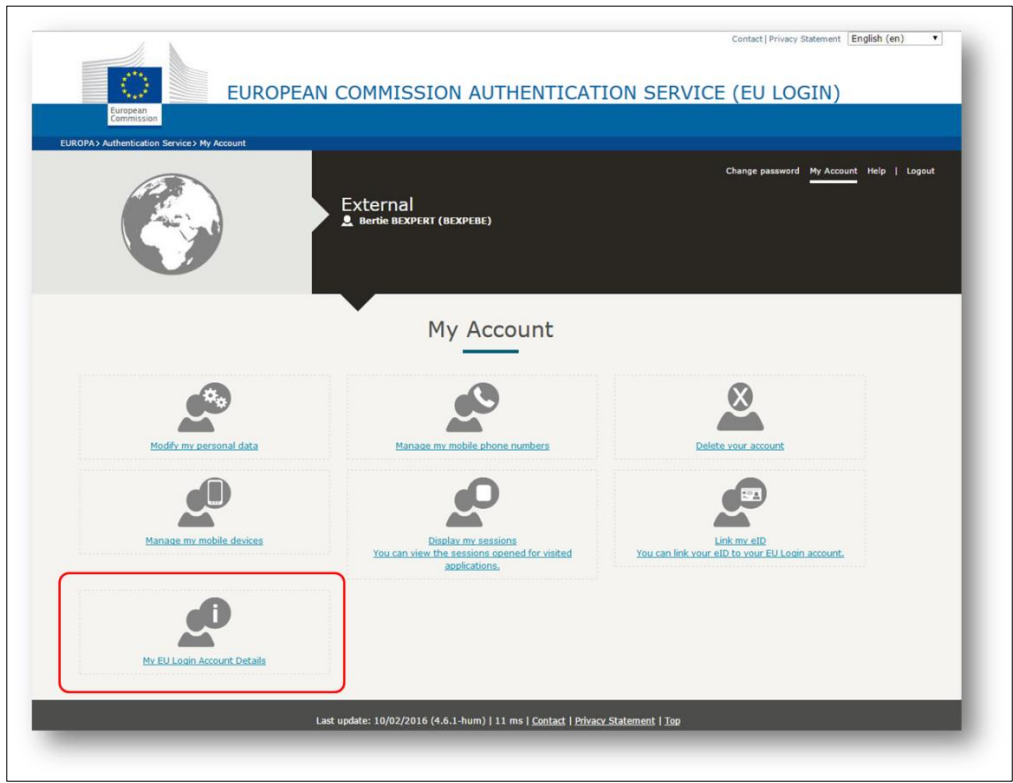 Contact | Privacy Statement English (en)
EUROPEAN COMMISSION AUTHENTICATION SERVICE (EU LOGIN)
European
Commission
EUROPA > Authentication Service > My Account
Change password My Account Help | Logout
External
Bertie BEXPERT (BEXPEBE)
My Account
Modify my personal data
Manage my mobile phone numbers
Delete your account
Manage my mobile devices
Display my sessions
You can view the sessions opened for visited
applications.
Link my eID
You can link your eID to your EU Login account.
My EU Login Account Details
Last update: 10/02/2016 (4.6.1-hum) | 11 ms | Contact | Privacy Statement | Top